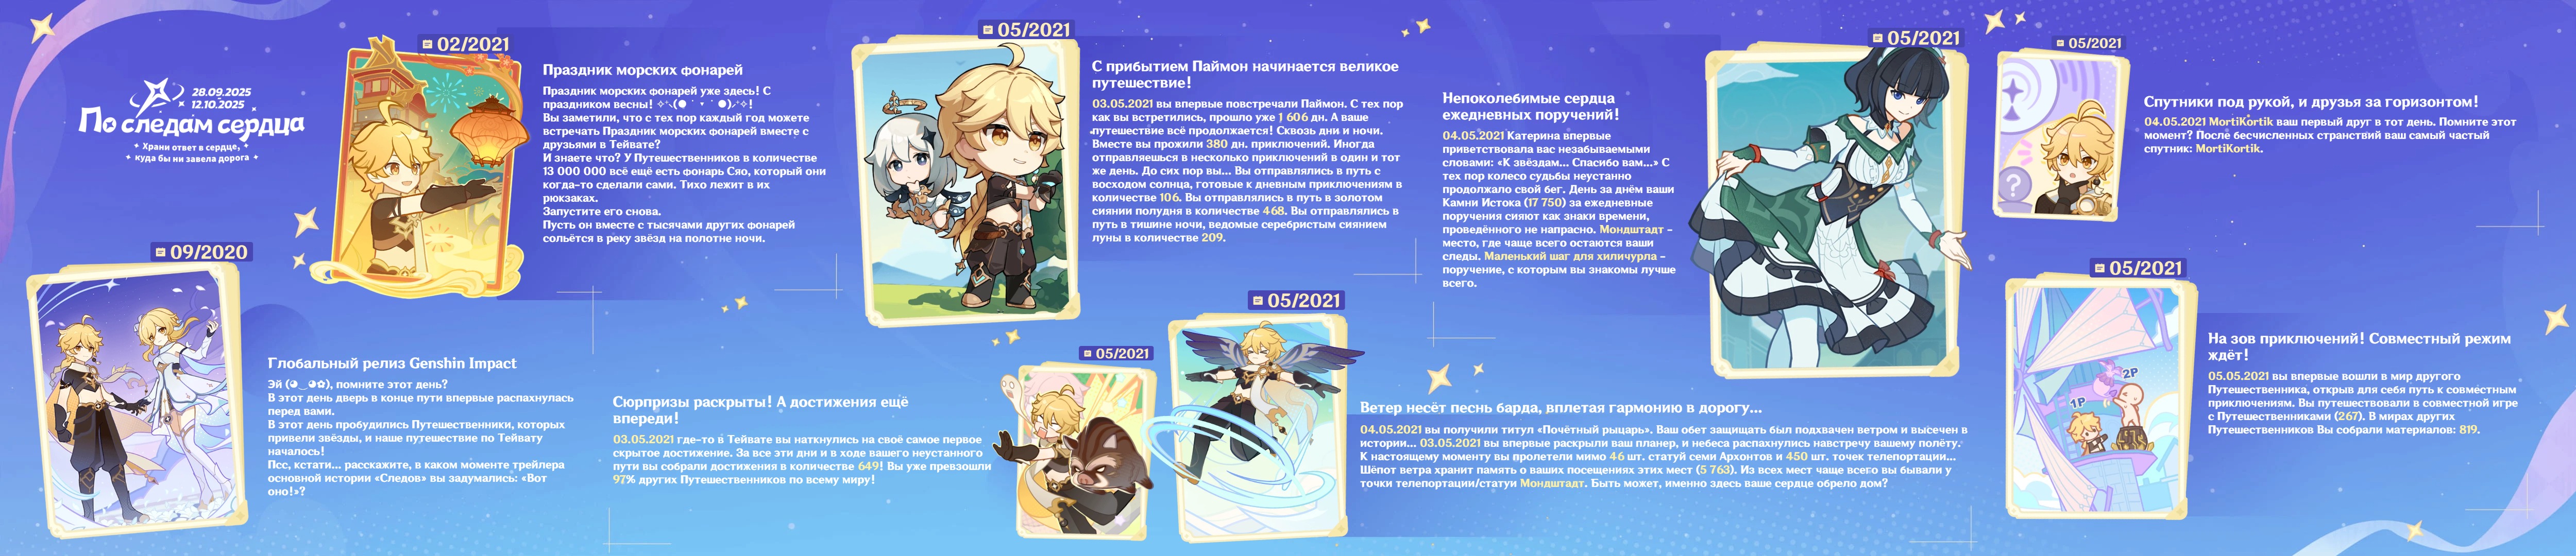 28.09.2025
12.10.2025
По следам сердца
Храни ответ в сердце,
куда бы ни завела дорога
09/2020
Глобальный релиз Genshin Impact
Эй (◕‿◕✿), помните этот день?
В этот день дверь в конце пути впервые распахнулась
перед вами.
В этот день пробудились Путешественники, которых
привели звёзды, и наше путешествие по Тейвату
началось!
Псс, кстати... расскажите, в каком моменте трейлера
основной истории «Следов» вы задумались: «Вот
оно!»?
02/2021
Праздник морских фонарей
Праздник морских фонарей уже здесь! С
праздником весны! ✧⁺⸜(●˙▾˙●)⸝⁺✧!
Вы заметили, что с тех пор каждый год можете
встречать Праздник морских фонарей вместе с
друзьями в Тейвате?
И знаете что? У Путешественников в количестве
13 000 000 всё ещё есть фонарь Сяо, который они
когда-то сделали сами. Тихо лежит в их
рюкзаках.
Запустите его снова.
Пусть он вместе с тысячами других фонарей
сольётся в реку звёзд на полотне ночи.
05/2021
С прибытием Паймон начинается великое
путешествие!
03.05.2021 вы впервые повстречали Паймон. С тех пор
как вы встретились, прошло уже 1 606 дн. А ваше
путешествие всё продолжается! Сквозь дни и ночи.
Вместе вы прожили 380 дн. приключений. Иногда
отправляешься в несколько приключений в один и тот
же день. До сих пор вы... Вы отправлялись в путь с
восходом солнца, готовые к дневным приключениям в
количестве 106. Вы отправлялись в путь в золотом
сиянии полудня в количестве 468. Вы отправлялись в
путь в тишине ночи, ведомые серебристым сиянием
луны в количестве 209.
05/2021
Сюрпризы раскрыты! А достижения ещё
впереди!
03.05.2021 где-то в Тейвате вы наткнулись на своё самое первое
скрытое достижение. За все эти дни и в ходе вашего неустанного
пути вы собрали достижения в количестве 649! Вы уже превзошли
97% других Путешественников по всему миру!
05/2021
Ветер несёт песнь барда, вплетая гармонию в дорогу...
04.05.2021 вы получили титул «Почётный рыцарь». Ваш обет защищать был подхвачен ветром и высечен в
истории... 03.05.2021 вы впервые раскрыли ваш планер, и небеса распахнулись навстречу вашему полёту.
К настоящему моменту вы пролетели мимо 46 шт. статуй семи Архонтов и 450 шт. точек телепортации...
Шёпот ветра хранит память о ваших посещениях этих мест (5 763). Из всех мест чаще всего вы бывали у
точки телепортации/статуи Мондштадт. Быть может, именно здесь ваше сердце обрело дом?
05/2021
Непоколебимые сердца
ежедневных поручений!
04.05.2021 Катерина впервые
приветствовала вас незабываемыми
словами: «К звёздам... Спасибо вам...» С
тех пор колесо судьбы неустанно
продолжало свой бег. День за днём ваши
Камни Истока (17 750) за ежедневные
поручения сияют как знаки времени,
проведённого не напрасно. Мондштадт –
место, где чаще всего остаются ваши
следы. Маленький шаг для хиличурла –
поручение, с которым вы знакомы лучше
всего.
05/2021
?
Спутники под рукой, и друзья за горизонтом!
04.05.2021 MortiKortik ваш первый друг в тот день. Помните этот
момент? После бесчисленных странствий ваш самый частый
спутник: MortiKortik.
05/2021
2P
1P
На зов приключений! Совместный режим
ждёт!
05.05.2021 вы впервые вошли в мир другого
Путешественника, открыв для себя путь к совместным
приключениям. Вы путешествовали в совместной игре
с Путешественниками (267). В мирах других
Путешественников Вы собрали материалов: 819.